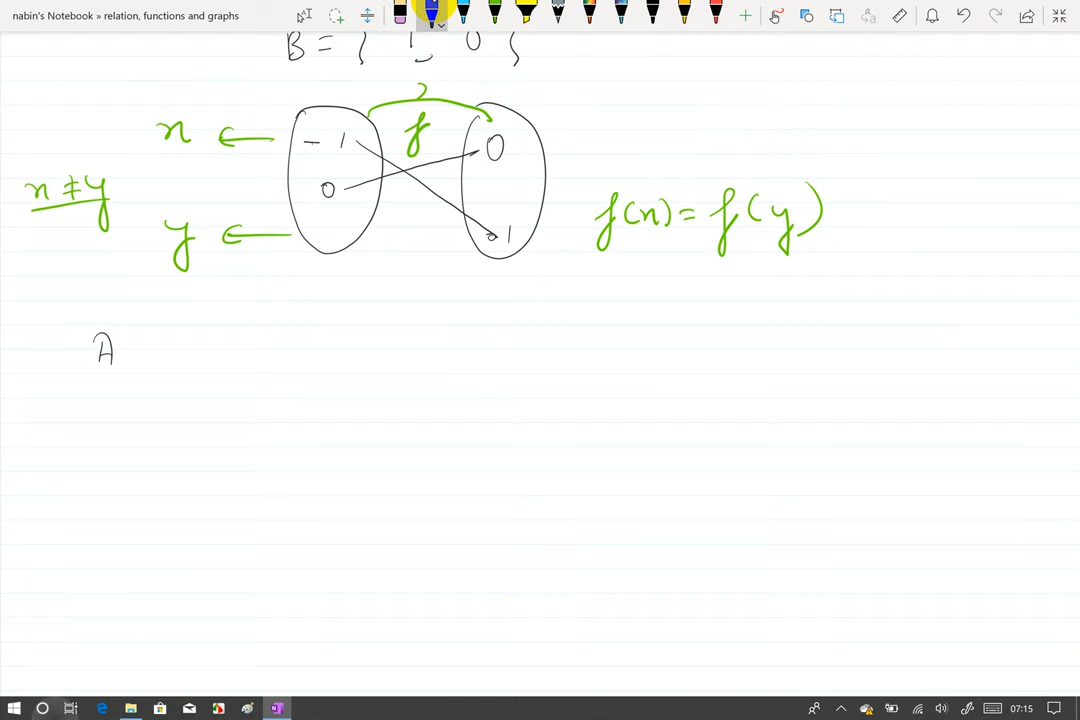 nabin's Notebook » relation, functions and graphs
B = { 1, 0 }
f
x ← - 1 0
x ≠ y 0
y ← 1
f(x) = f(y)
A
07:15